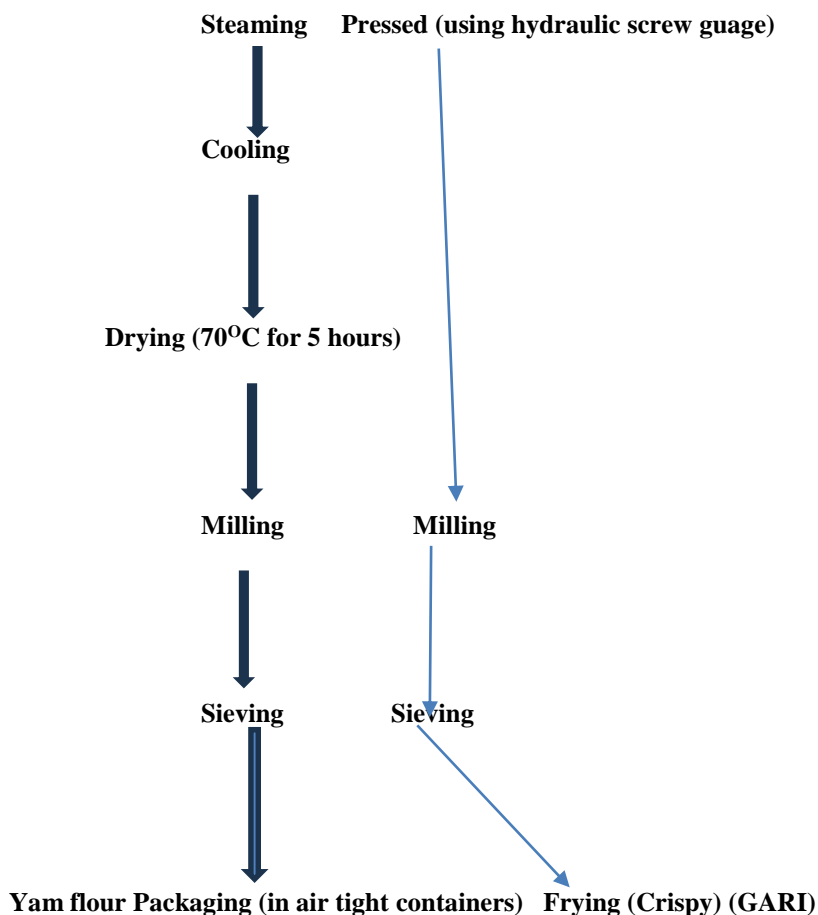 Steaming Pressed (using hydraulic screw guage)
Cooling
Drying (70ᴼC for 5 hours)
Milling Milling
Sieving Sieving
Yam flour Packaging (in air tight containers) Frying (Crispy) (GARI)